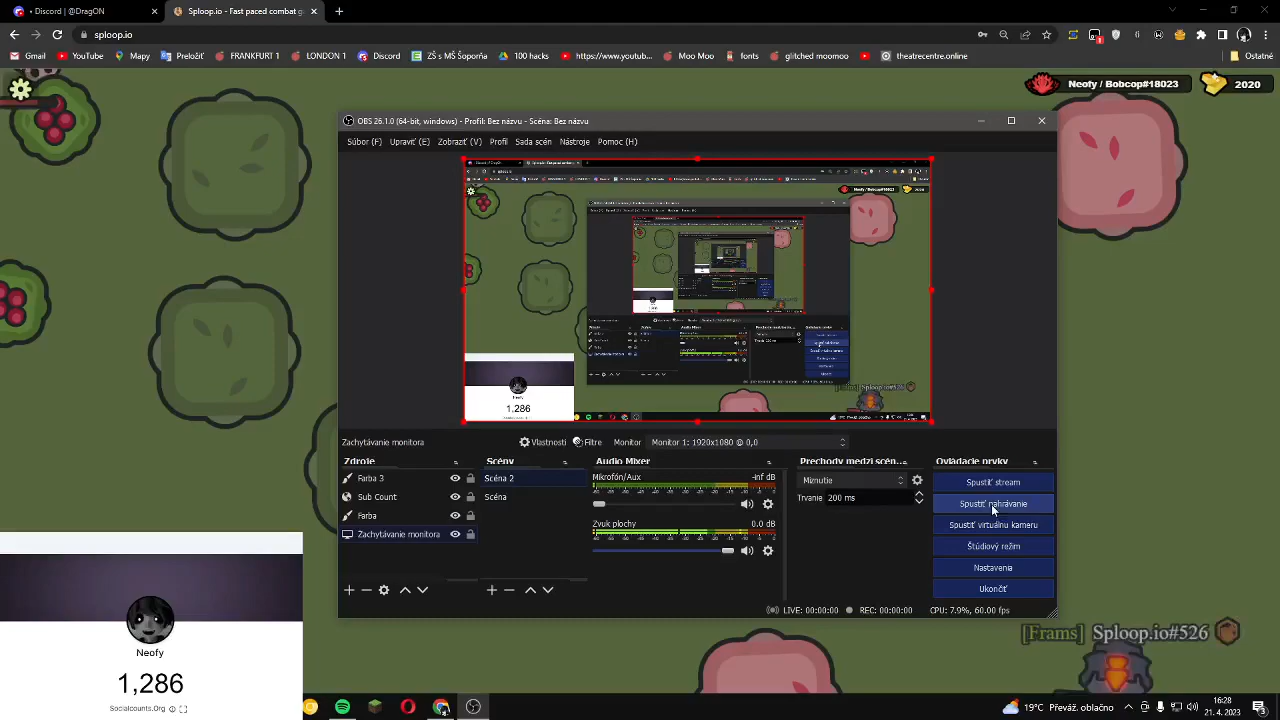 • Discord | @DragON
Sploop.io - Fast paced combat g
sploop.io
Gmail
YouTube
Mapy
Preložiť
FRANKFURT 1
LONDON 1
Discord
ZŠ s MŠ Šoporňa
100 hacks
https://www.youtub...
Moo Moo
fonts
glitched moomoo
theatrecentre.online
Ostatné
Neofy / Bobcop#18023
2020
OBS 26.1.0 (64-bit, windows) - Profil: Bez názvu - Scéna: Bez názvu
Súbor (F)
Upraviť (E)
Zobraziť (V)
Profil
Sada scén
Nástroje
Pomoc (H)
Zachytávanie monitora
Vlastnosti
Filtre
Monitor
Monitor 1: 1920x1080 @ 0,0
Zdroje
Scény
Audio Mixer
Prechody medzi scén...
Ovládacie prvky
Farba 3
Sub Count
Farba
Zachytávanie monitora
Scéna 2
Scéna
Mikrofón/Aux
-inf dB
Zvuk plochy
0.0 dB
Miznutie
Trvanie
200 ms
Spustiť stream
Spustiť nahrávanie
Spustiť virtuálnu kameru
Štúdiový režim
Nastavenia
Ukončiť
LIVE: 00:00:00
REC: 00:00:00
CPU: 7.9%, 60.00 fps
[Frams] Sploop.io#526
Neofy
1,286
Socialcounts.Org
19°C Prevážː oblačno
16:28
21. 4. 2023